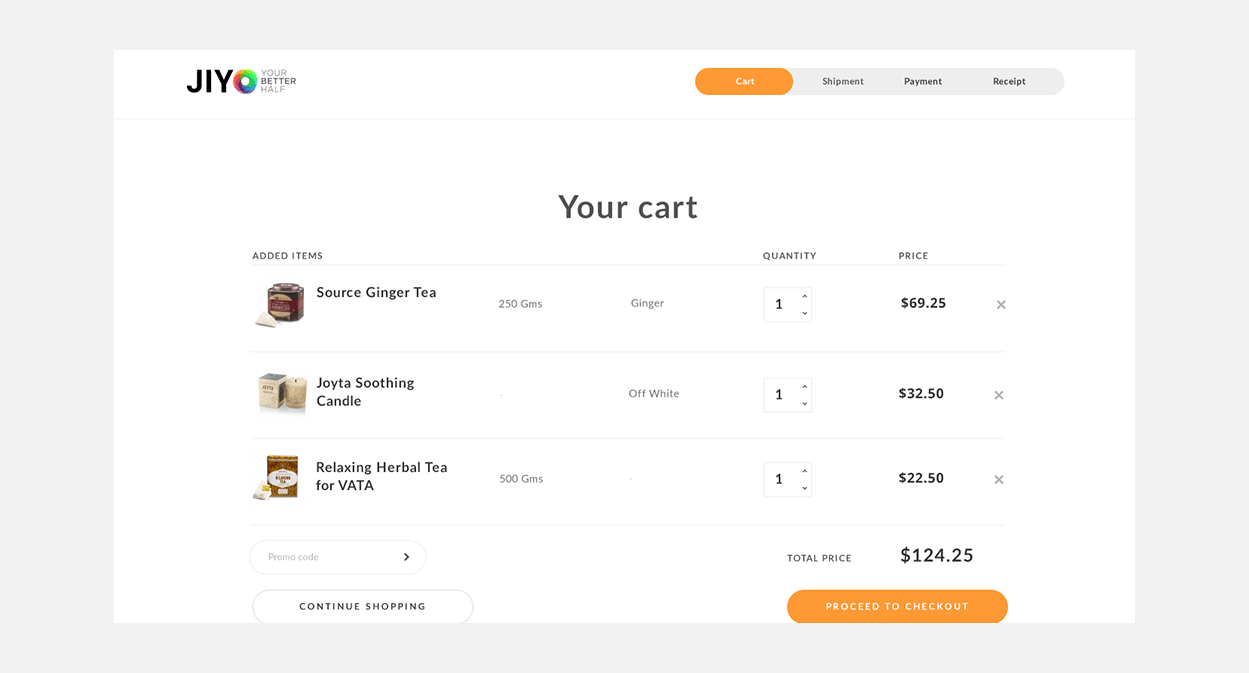 JIYO
YOUR
BETTER
HALF
Cart Shipment Payment Receipt
Your cart
ADDED ITEMS QUANTITY PRICE
Source Ginger Tea 250 Gms Ginger 1 $69.25
Joyta Soothing
Candle - Off White 1 $32.50
Relaxing Herbal Tea
for VATA 500 Gms - 1 $22.50
Promo code TOTAL PRICE $124.25
CONTINUE SHOPPING PROCEED TO CHECKOUT